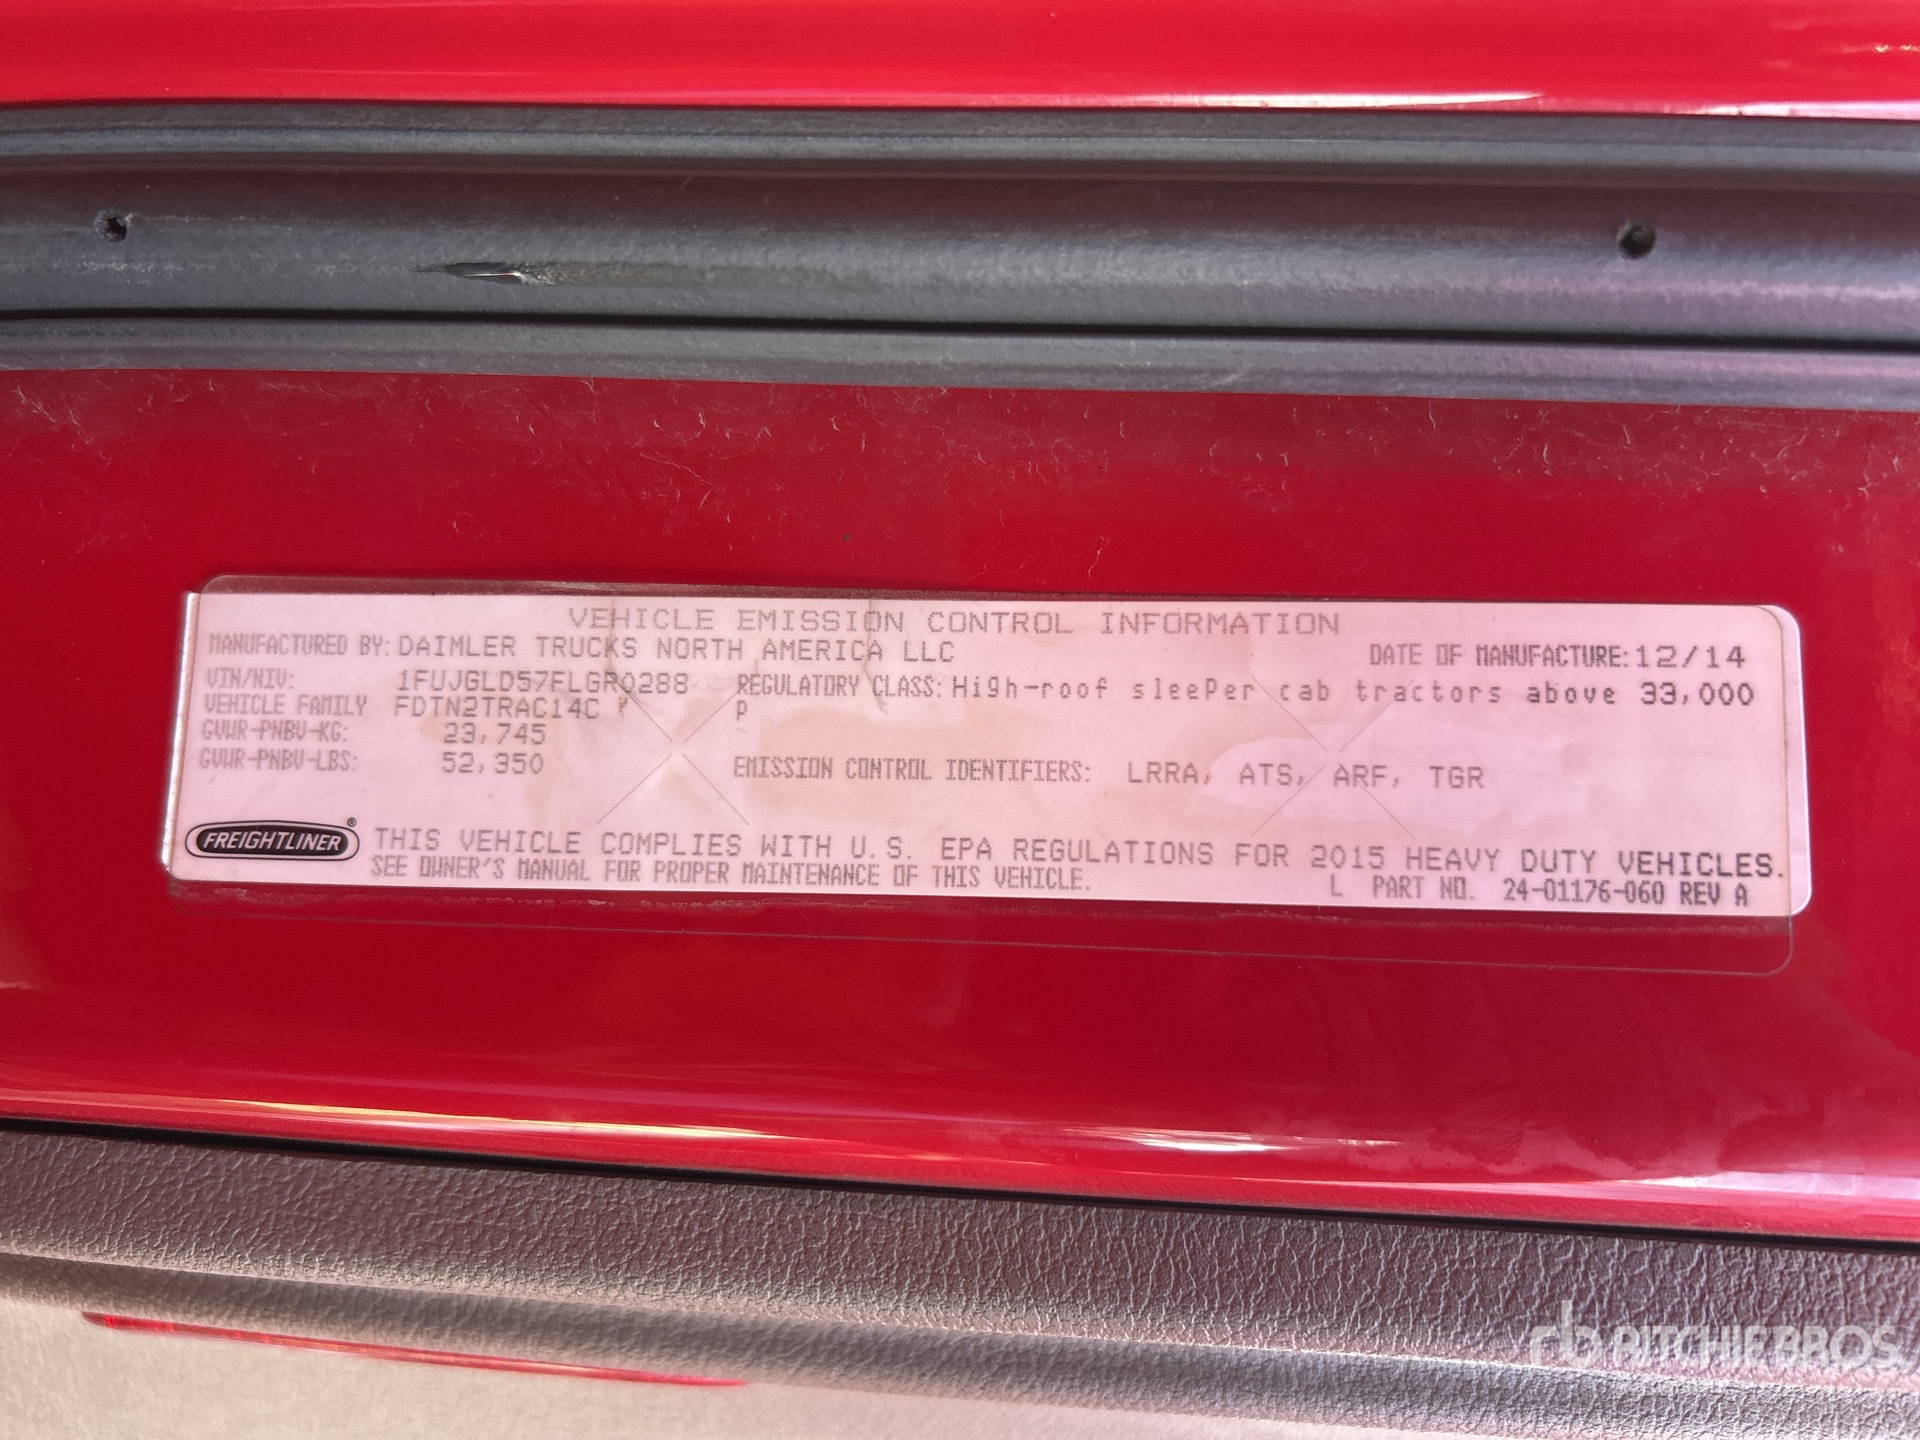 VEHICLE EMISSION CONTROL INFORMATION
MANUFACTURED BY: DAIMLER TRUCKS NORTH AMERICA LLC DATE OF MANUFACTURE: 12/14
VIN/NIV: 1FUJGLD57FLGR0288 REGULATORY CLASS: High-roof sleeper cab tractors above 33,000
VEHICLE FAMILY FDTN2TRAC14C P
GVWR-PNBV-KG: 23,745
GVWR-PNBV-LBS: 52,350 EMISSION CONTROL IDENTIFIERS: LRRA, ATS, ARF, TGR
FREIGHTLINER® THIS VEHICLE COMPLIES WITH U.S. EPA REGULATIONS FOR 2015 HEAVY DUTY VEHICLES.
SEE OWNER'S MANUAL FOR PROPER MAINTENANCE OF THIS VEHICLE. L PART NO. 24-01176-060 REV A
rb RITCHIE BROS